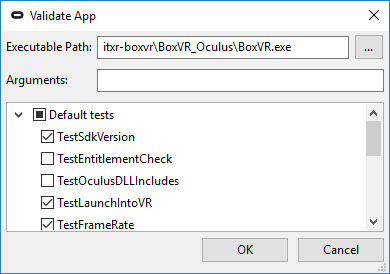 Validate App
Executable Path: itxr-boxvr\BoxVR_Oculus\BoxVR.exe ...
Arguments:
Default tests
TestSdkVersion
TestEntitlementCheck
TestOculusDLLIncludes
TestLaunchIntoVR
TestFrameRate
OK Cancel